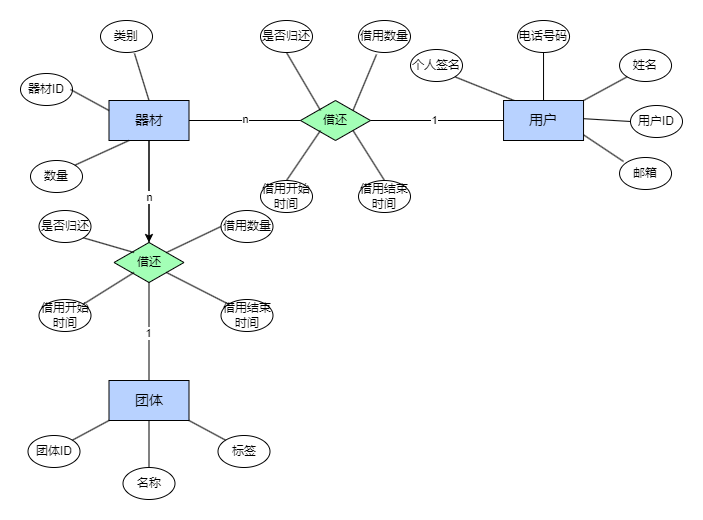 类别
是否归还
借用数量
电话号码
个人签名
姓名
器材ID
器材
n
借还
1
用户
用户ID
数量
邮箱
借用开始
时间
借用结束
时间
n
是否归还
借用数量
借还
借用开始
时间
借用结束
时间
1
团体
团体ID
标签
名称